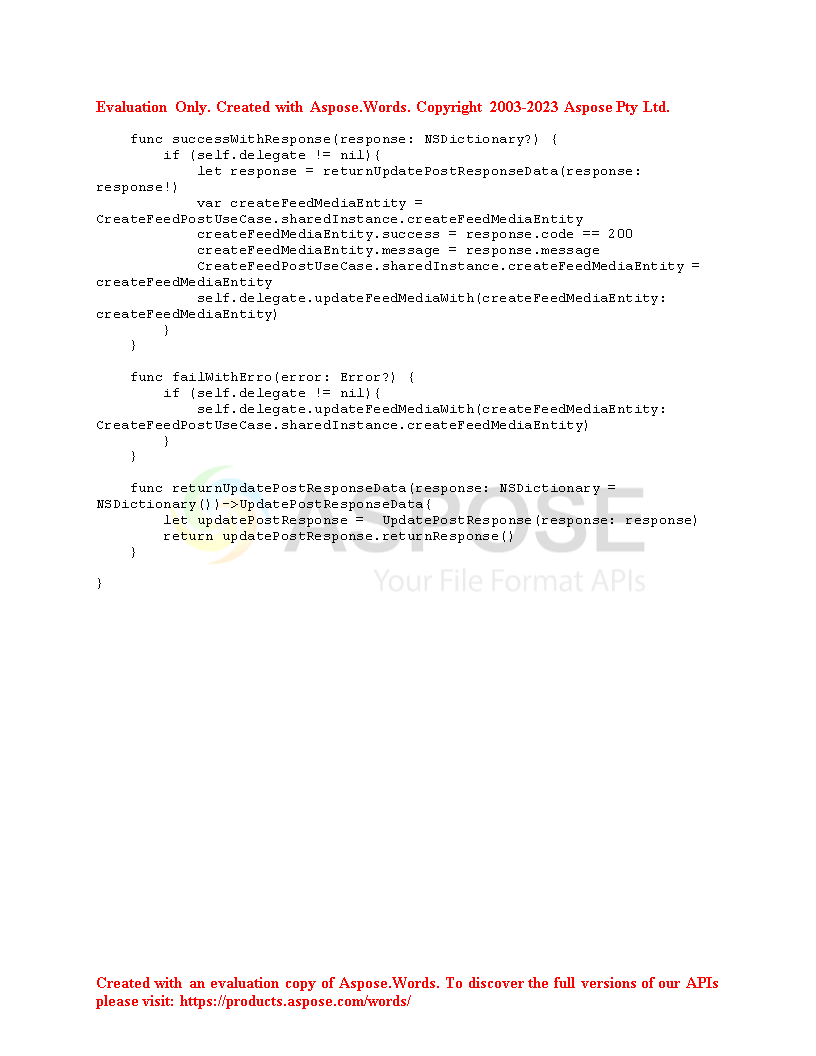 Evaluation Only. Created with Aspose.Words. Copyright 2003-2023 Aspose Pty Ltd.
    func successWithResponse(response: NSDictionary?) {
        if (self.delegate != nil){
            let response = returnUpdatePostResponseData(response:
response!)
            var createFeedMediaEntity =
CreateFeedPostUseCase.sharedInstance.createFeedMediaEntity
            createFeedMediaEntity.success = response.code == 200
            createFeedMediaEntity.message = response.message
            CreateFeedPostUseCase.sharedInstance.createFeedMediaEntity =
createFeedMediaEntity
            self.delegate.updateFeedMediaWith(createFeedMediaEntity:
createFeedMediaEntity)
        }
    }
    func failWithErro(error: Error?) {
        if (self.delegate != nil){
            self.delegate.updateFeedMediaWith(createFeedMediaEntity:
CreateFeedPostUseCase.sharedInstance.createFeedMediaEntity)
        }
    }
    func returnUpdatePostResponseData(response: NSDictionary =
NSDictionary())->UpdatePostResponseData{
        let updatePostResponse =  UpdatePostResponse(response: response)
        return updatePostResponse.returnResponse()
    }
}
ASPOSE
Your File Format APIs
Created with an evaluation copy of Aspose.Words. To discover the full versions of our APIs
please visit: https://products.aspose.com/words/